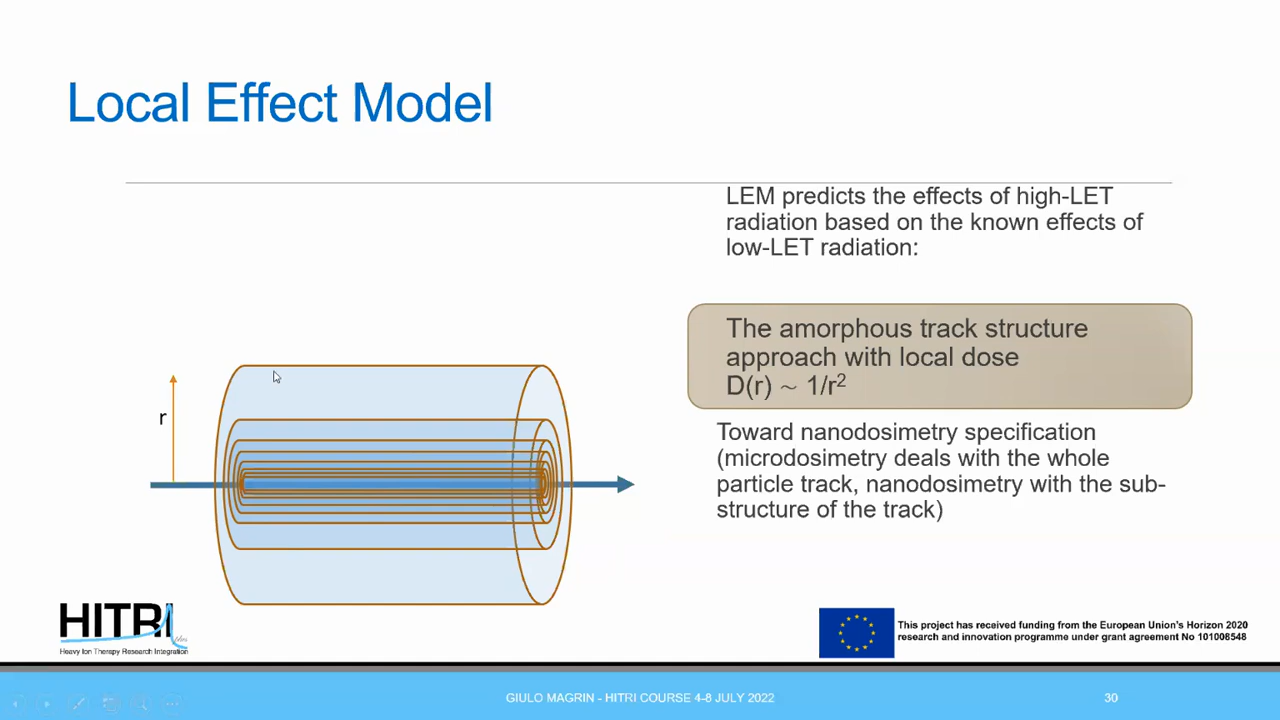 Local Effect Model
LEM predicts the effects of high-LET
radiation based on the known effects of
low-LET radiation:
The amorphous track structure
approach with local dose
D(r) ~ 1/r²
r
Toward nanodosimetry specification
(microdosimetry deals with the whole
particle track, nanodosimetry with the sub-
structure of the track)
HITRI
Heavy Ion Therapy Research Integration
This project has received funding from the European Union's Horizon 2020
research and innovation programme under grant agreement No 101008548
GIULO MAGRIN - HITRI COURSE 4-8 JULY 2022
30